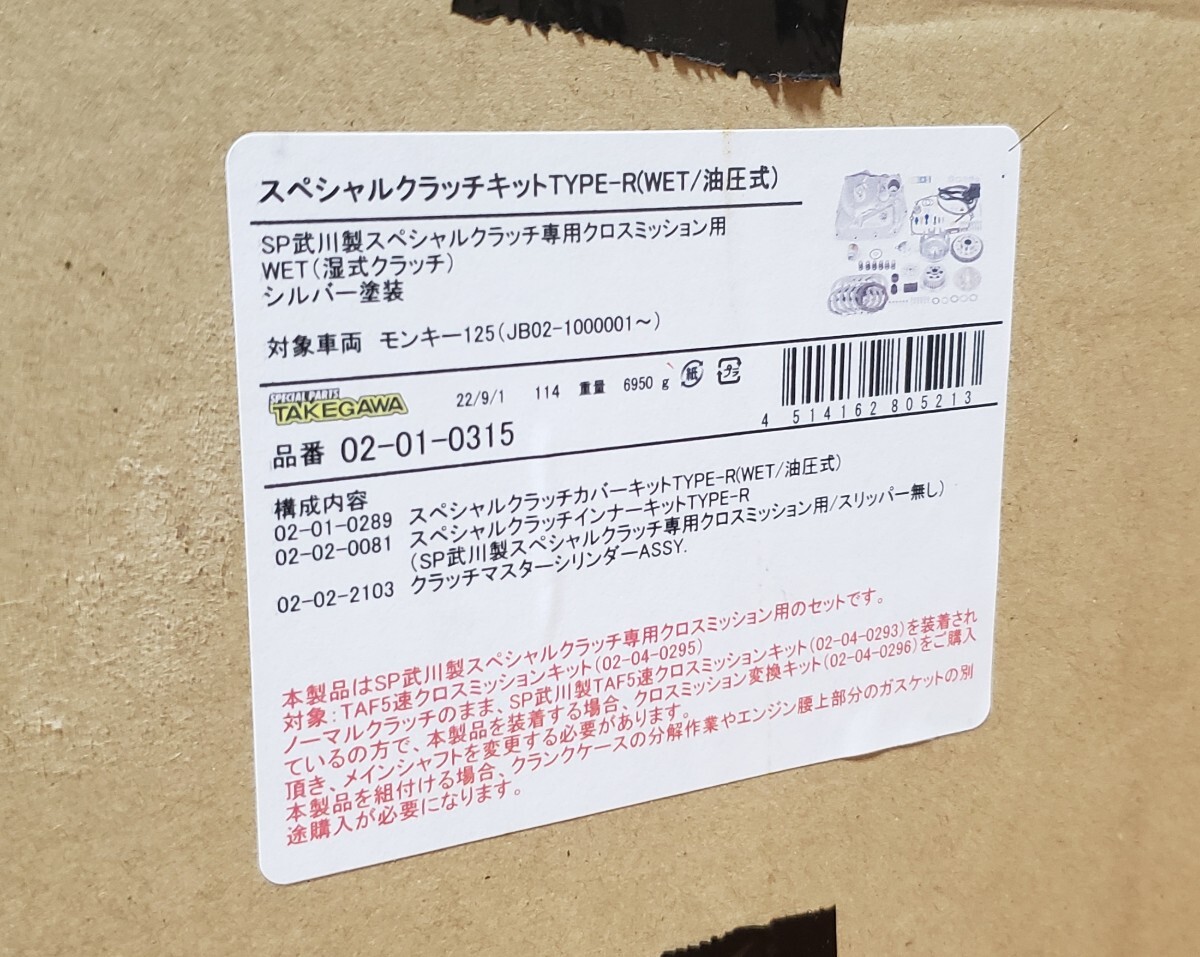 スペシャルクラッチキットTYPE-R(WET/油圧式)
SP武川製スペシャルクラッチ専用クロスミッション用
WET(湿式クラッチ)
シルバー塗装
対象車両 モンキー125(JB02-1000001～)
SPECIAL PARTS
TAKEGAWA
22/9/1 114 重量 6950 g 紙 プラ
品番 02-01-0315
4 514162 805213
構成内容
02-01-0289 スペシャルクラッチカバーキットTYPE-R(WET/油圧式)
02-02-0081 スペシャルクラッチインナーキットTYPE-R
(SP武川製スペシャルクラッチ専用クロスミッション用/スリッパー無し)
02-02-2103 クラッチマスターシリンダーASSY.
本製品はSP武川製スペシャルクラッチ専用クロスミッション用のセットです。
対象:TAF5速クロスミッションキット(02-04-0295)
ノーマルクラッチのまま、SP武川製TAF5速クロスミッションキット(02-04-0293)を装着され
ているの方で、本製品を装着する場合、クロスミッション変換キット(02-04-0296)をご購入
頂き、メインシャフトを変更する必要があります。
本製品を組付ける場合、クランクケースの分解作業やエンジン腰上部分のガスケットの別
途購入が必要になります。